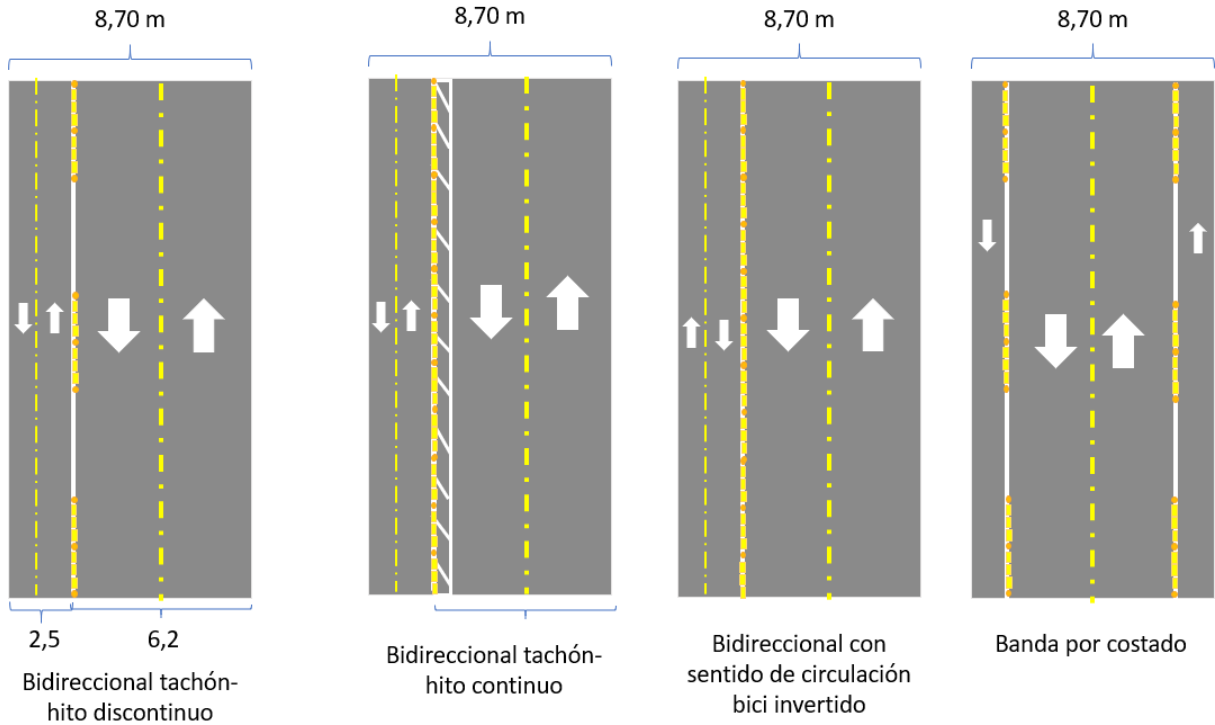 8,70 m
8,70 m
8,70 m
8,70 m
2,5
6,2
Bidireccional tachón-
hito discontinuo
Bidireccional tachón-
hito continuo
Bidireccional con
sentido de circulación
bici invertido
Banda por costado